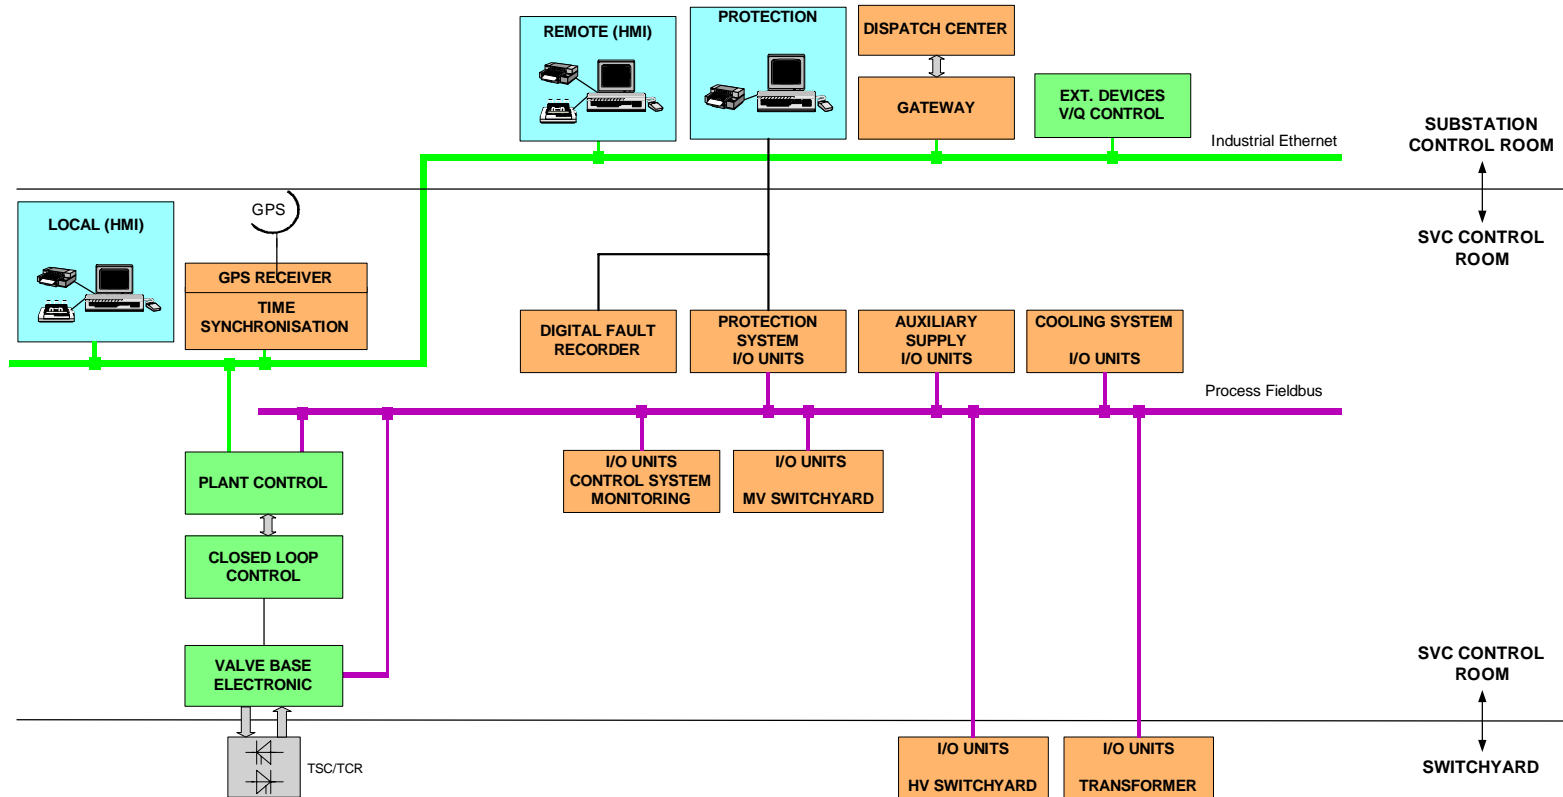 REMOTE (HMI)
PROTECTION
DISPATCH CENTER
GATEWAY
EXT. DEVICES
V/Q CONTROL
Industrial Ethernet
SUBSTATION
CONTROL ROOM
SVC CONTROL
ROOM
LOCAL (HMI)
GPS
GPS RECEIVER
TIME
SYNCHRONISATION
DIGITAL FAULT
RECORDER
PROTECTION
SYSTEM
I/O UNITS
AUXILIARY
SUPPLY
I/O UNITS
COOLING SYSTEM
I/O UNITS
Process Fieldbus
PLANT CONTROL
I/O UNITS
CONTROL SYSTEM
MONITORING
I/O UNITS
MV SWITCHYARD
CLOSED LOOP
CONTROL
VALVE BASE
ELECTRONIC
SVC CONTROL
ROOM
TSC/TCR
I/O UNITS
HV SWITCHYARD
I/O UNITS
TRANSFORMER
SWITCHYARD